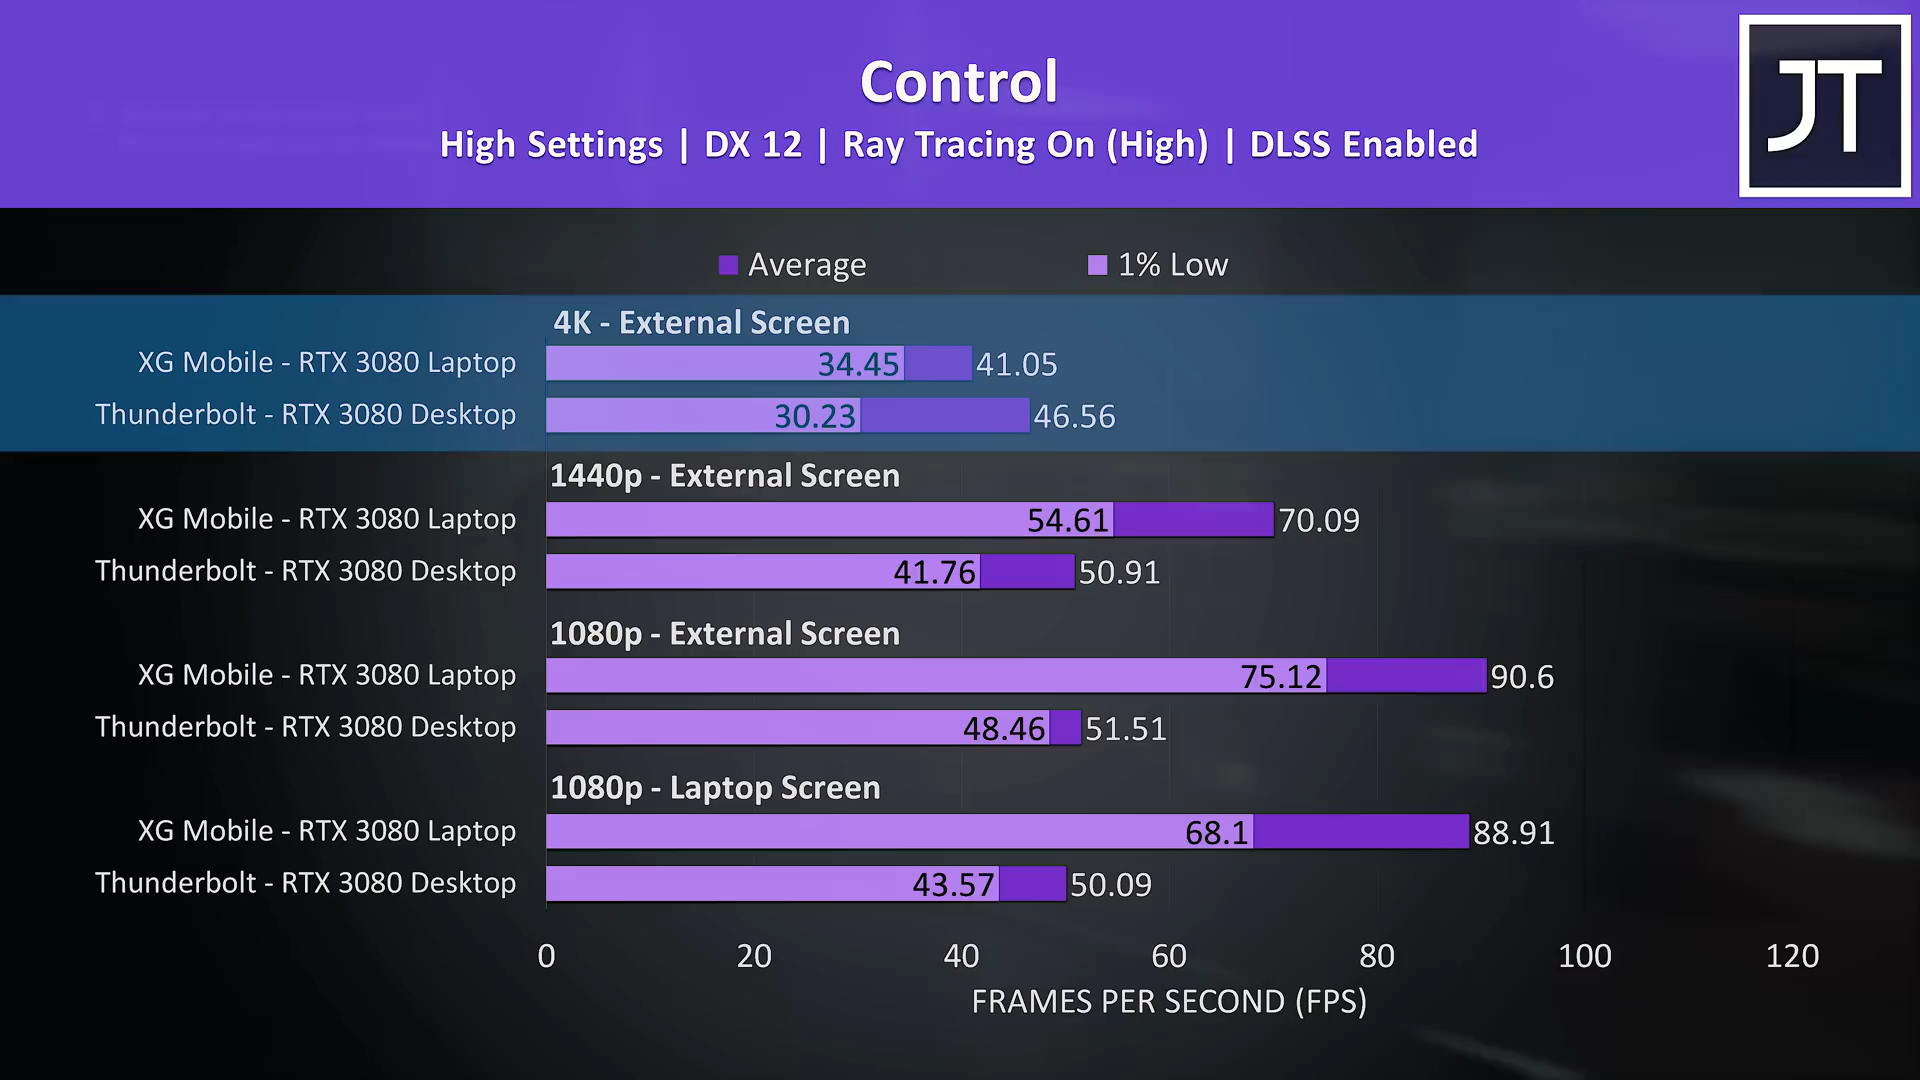 Control
JT
High Settings | DX 12 | Ray Tracing On (High) | DLSS Enabled
Average
1% Low
4K - External Screen
XG Mobile - RTX 3080 Laptop 34.45 41.05
Thunderbolt - RTX 3080 Desktop 30.23 46.56
1440p - External Screen
XG Mobile - RTX 3080 Laptop 54.61 70.09
Thunderbolt - RTX 3080 Desktop 41.76 50.91
1080p - External Screen
XG Mobile - RTX 3080 Laptop 75.12 90.6
Thunderbolt - RTX 3080 Desktop 48.46 51.51
1080p - Laptop Screen
XG Mobile - RTX 3080 Laptop 68.1 88.91
Thunderbolt - RTX 3080 Desktop 43.57 50.09
0 20 40 60 80 100 120
FRAMES PER SECOND (FPS)